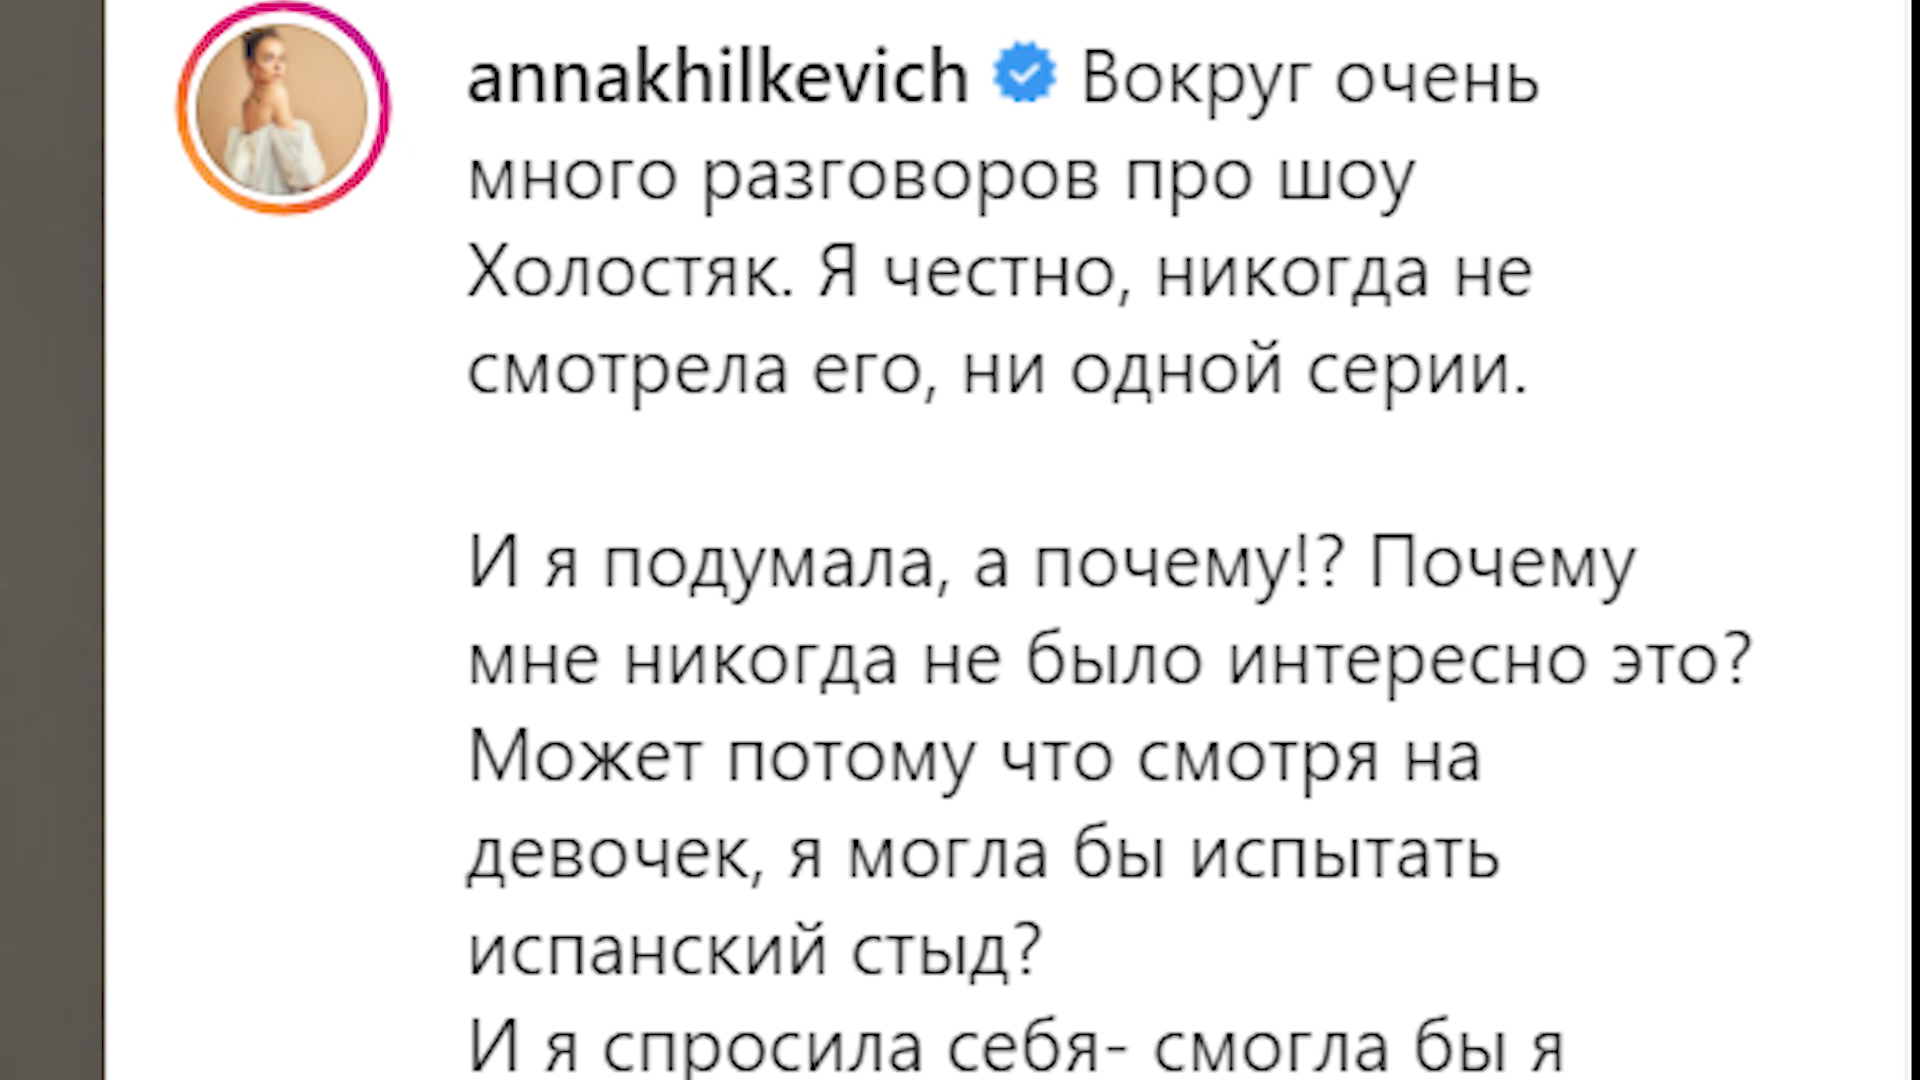 annakhilkevich Вокруг очень
много разговоров про шоу
Холостяк. Я честно, никогда не
смотрела его, ни одной серии.
И я подумала, а почему!? Почему
мне никогда не было интересно это?
Может потому что смотря на
девочек, я могла бы испытать
испанский стыд?
И я спросила себя- смогла бы я